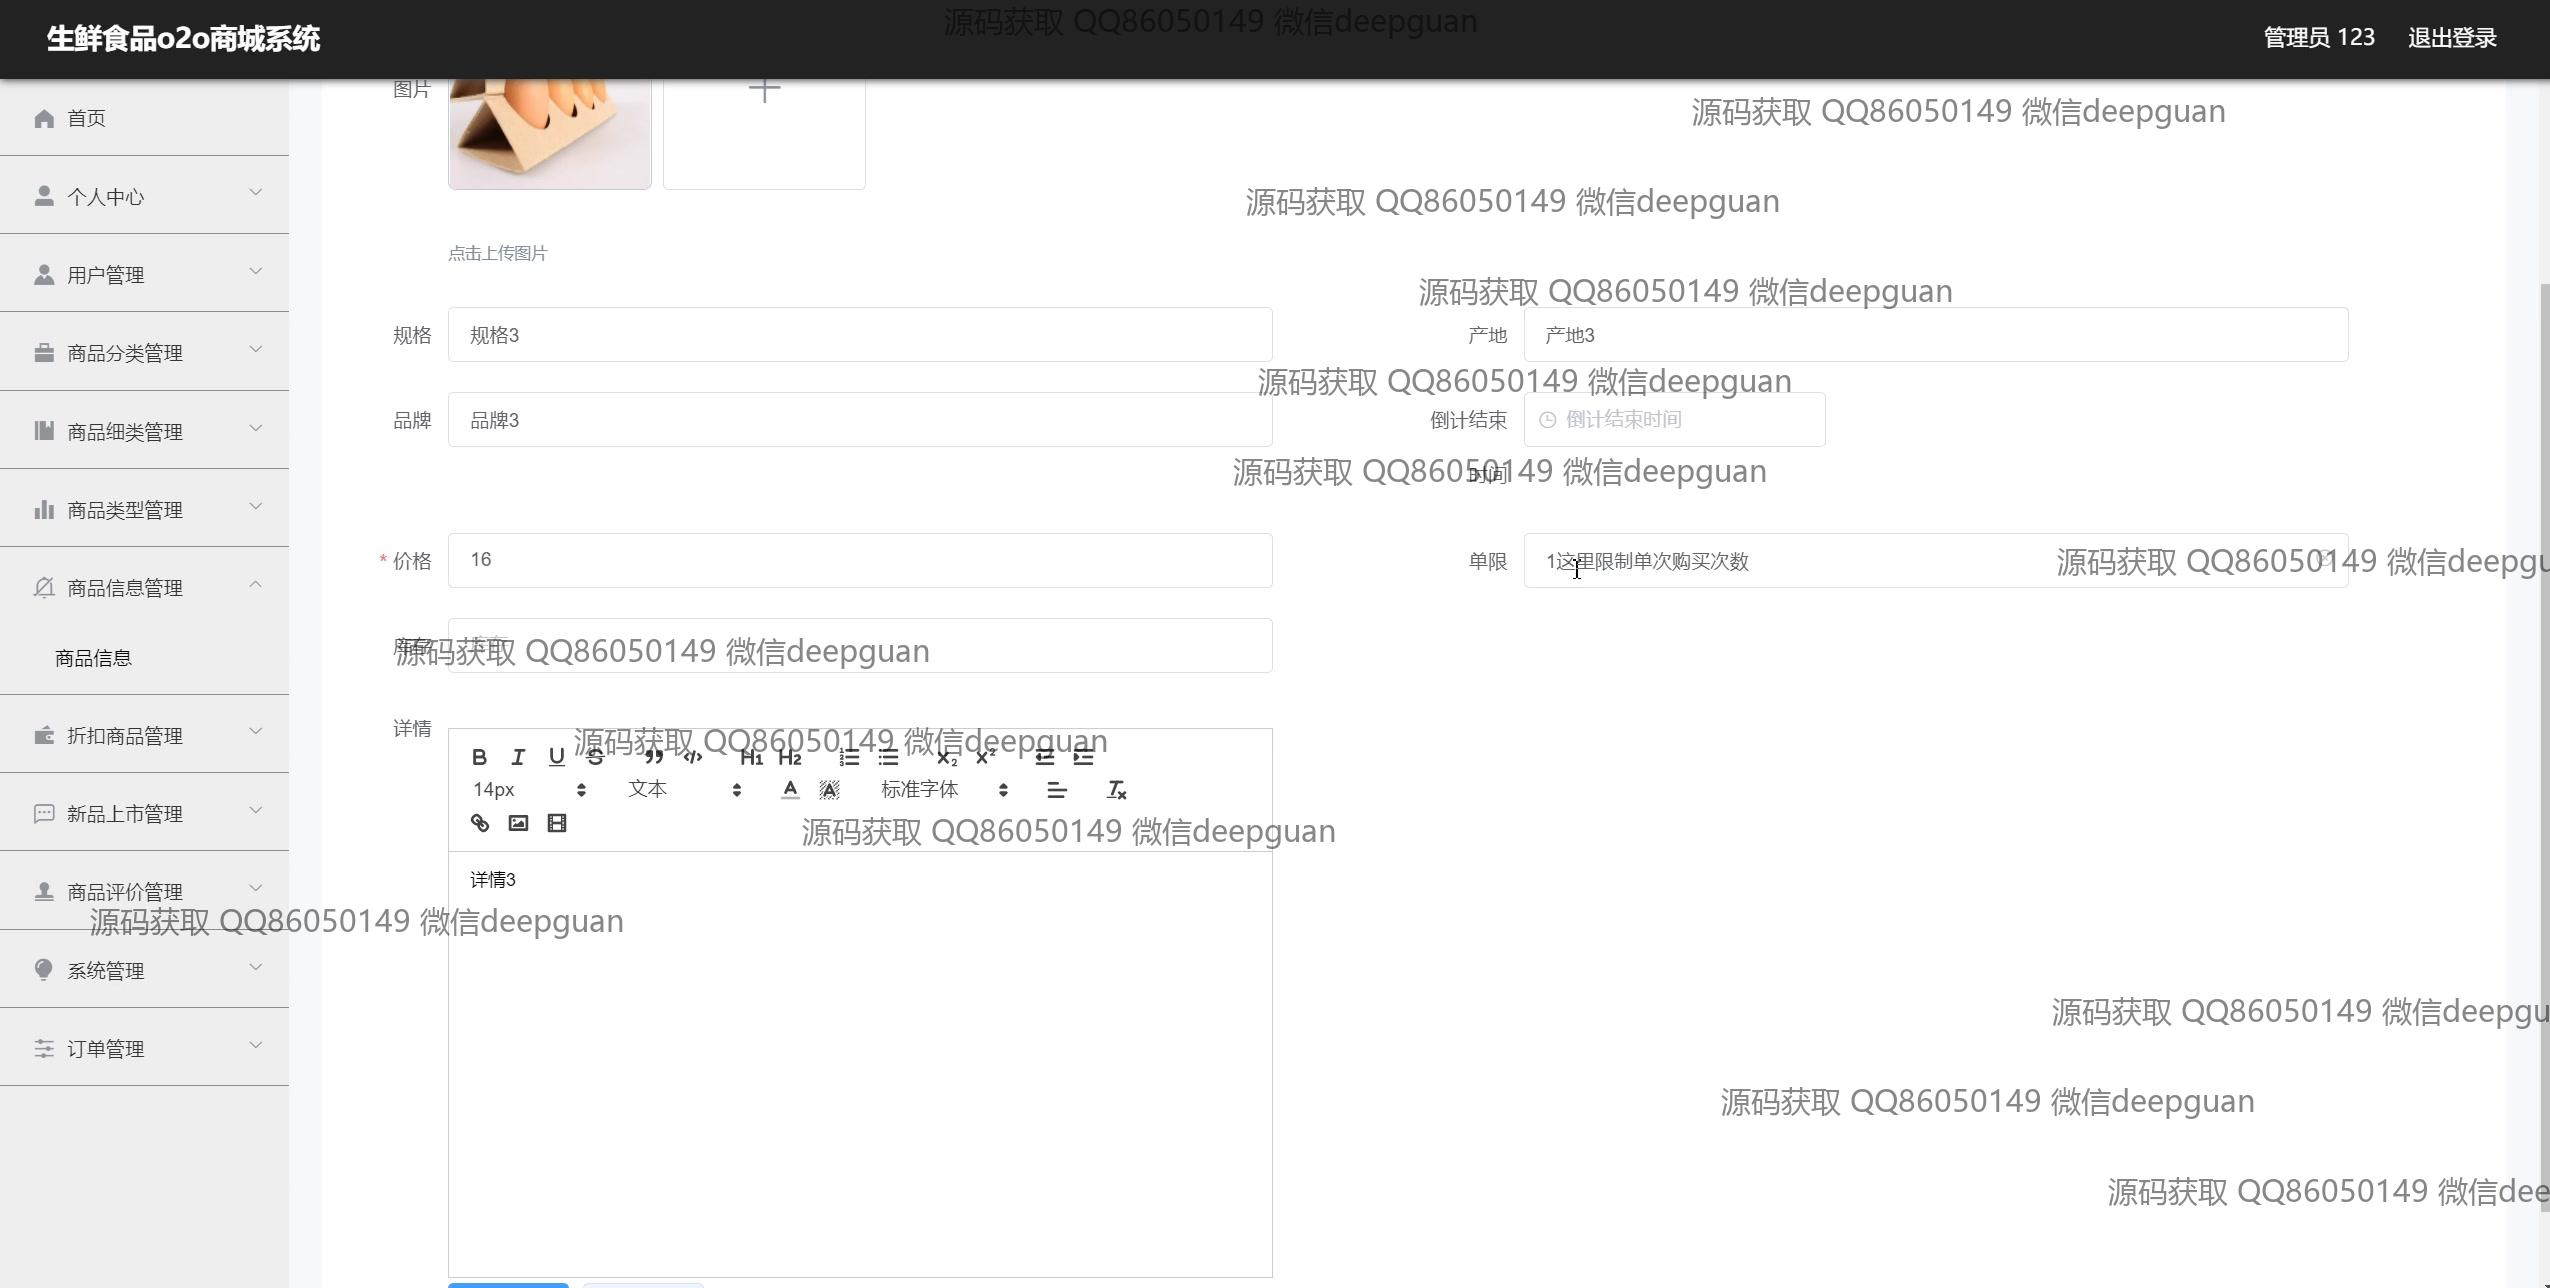 生鲜食品o2o商城系统
源码获取 QQ86050149 微信deepguan
管理员 123
退出登录
首页
个人中心
用户管理
商品分类管理
商品细类管理
商品类型管理
商品信息管理
商品信息
折扣商品管理
新品上市管理
商品评价管理
系统管理
订单管理
图片
源码获取 QQ86050149 微信deepguan
源码获取 QQ86050149 微信deepguan
点击上传图片
源码获取 QQ86050149 微信deepguan
规格 规格3
产地 产地3
源码获取 QQ86050149 微信deepguan
品牌 品牌3
倒计结束时间 倒计结束时间
源码获取 QQ86050149 微信deepguan
* 价格 16
单限 1这里限制单次购买次数
源码获取 QQ86050149 微信deepgu
库存 库存
源码获取 QQ86050149 微信deepguan
详情
源码获取 QQ86050149 微信deepguan
B I U S H1 H2 X2 X2
14px 文本 A A 标准字体 Tx
源码获取 QQ86050149 微信deepguan
详情3
源码获取 QQ86050149 微信deepguan
源码获取 QQ86050149 微信deepgu
源码获取 QQ86050149 微信deepguan
源码获取 QQ86050149 微信dee